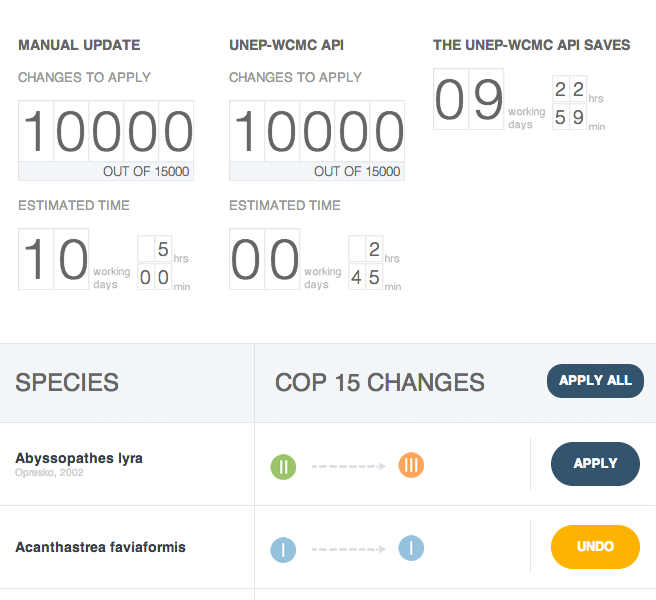 MANUAL UPDATE
CHANGES TO APPLY
10000
OUT OF 15000
ESTIMATED TIME
10 working days 5 hrs 00 min
UNEP-WCMC API
CHANGES TO APPLY
10000
OUT OF 15000
ESTIMATED TIME
00 working days 2 hrs 45 min
THE UNEP-WCMC API SAVES
09 working days 22 hrs 59 min
SPECIES
COP 15 CHANGES
APPLY ALL
Abyssopathes lyra
Opresko, 2002
II
III
APPLY
Acanthastrea faviaformis
I
I
UNDO